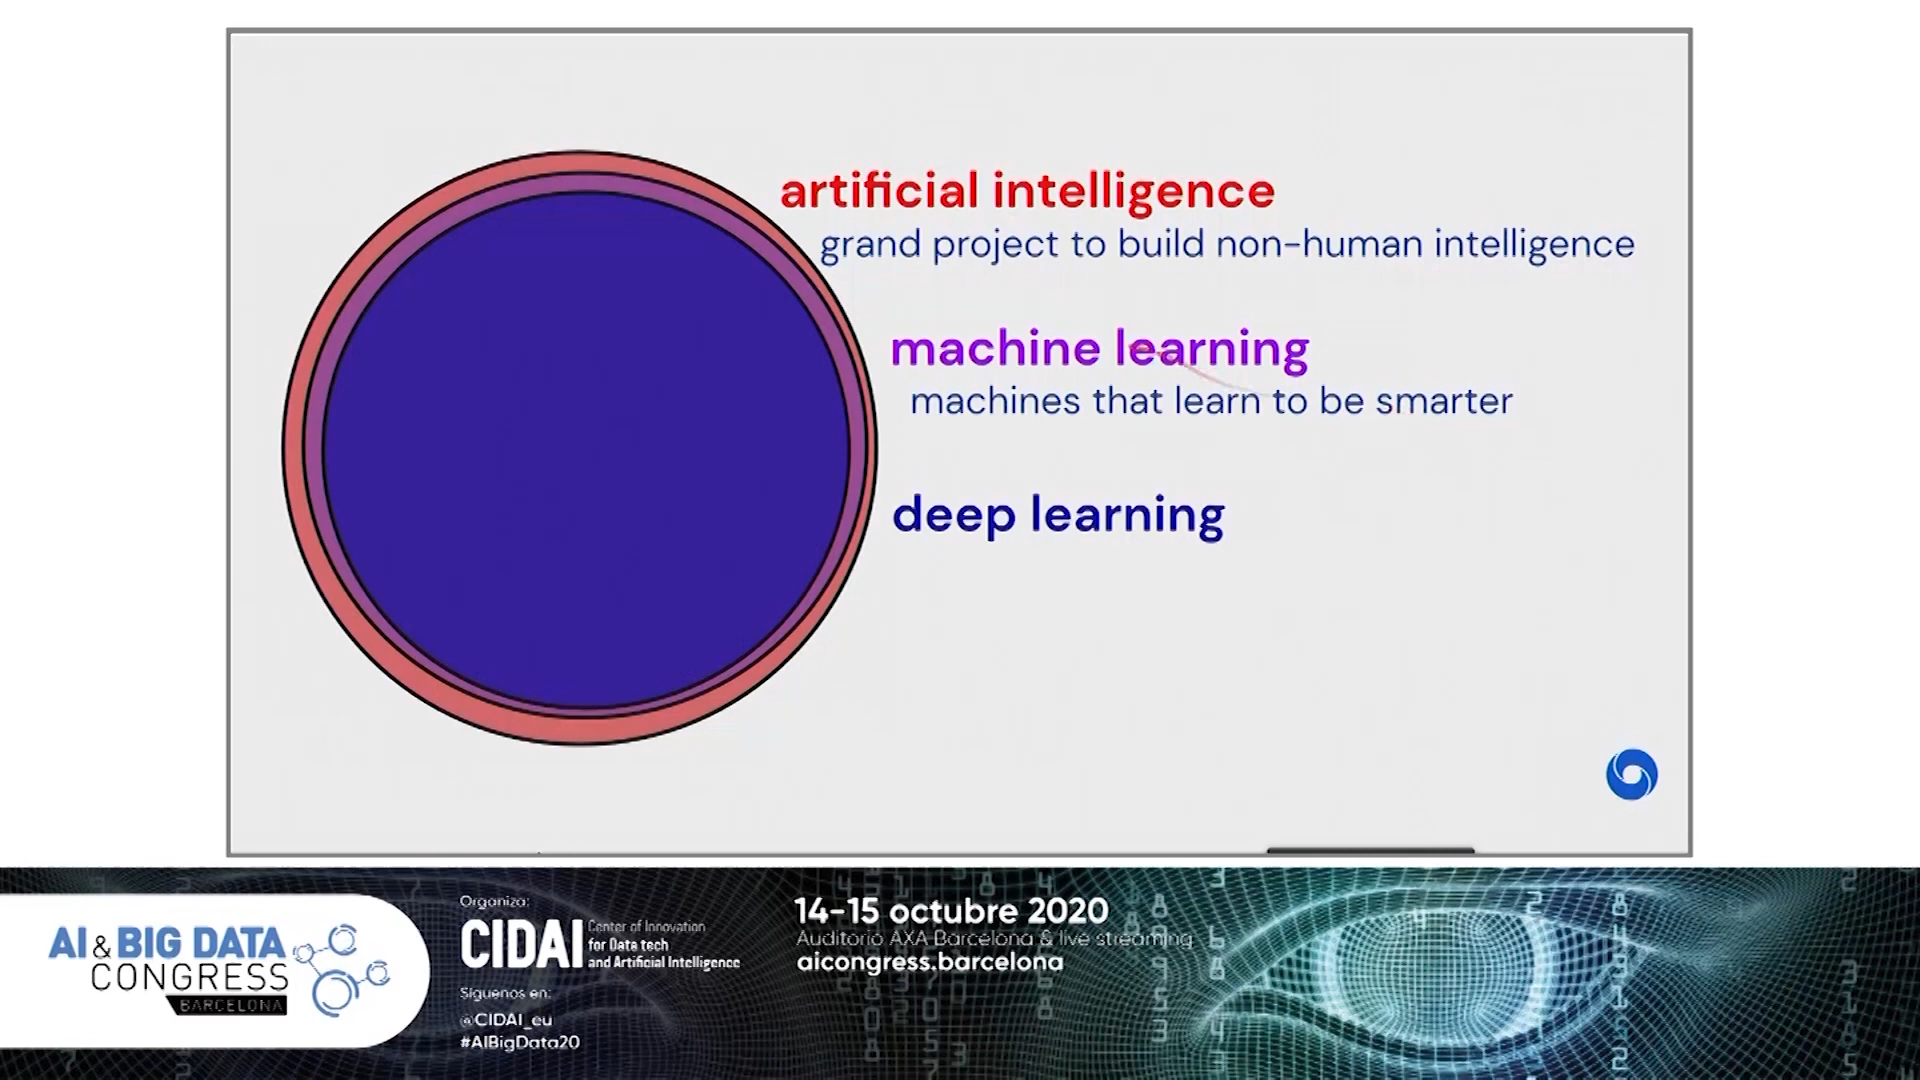 artificial intelligence
grand project to build non-human intelligence
machine learning
machines that learn to be smarter
deep learning
AI & BIG DATA
CONGRESS
BARCELONA
Organiza:
CIDAI
Center of Innovation
for Data tech
and Artificial Intelligence
Síguenos en:
@CIDAI_eu
#AIBigData20
14-15 octubre 2020
Auditorio AXA Barcelona & live streaming
aicongress.barcelona